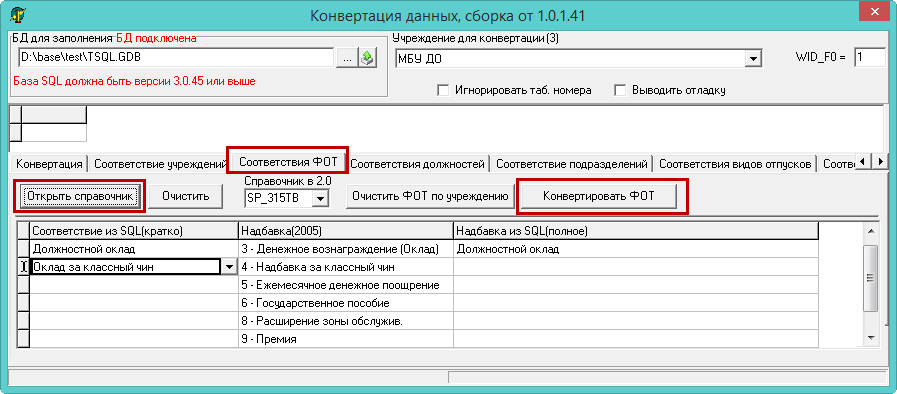 Конвертация данных, сборка от 1.0.1.41
БД для заполнения БД подключена
D:\base\test\TSQL.GDB
...
База SQL должна быть версии 3.0.45 или выше
Учреждение для конвертации (3)
МБУ ДО
WID_F0 = 1
Игнорировать таб. номера
Выводить отладку
Конвертация
Соответствие учреждений
Соответствия ФОТ
Соответствия должностей
Соответствие подразделений
Соответствия видов отпусков
Открыть справочник
Очистить
Справочник в 2.0
SP_315TB
Очистить ФОТ по учреждению
Конвертировать ФОТ
Соответствие из SQL(кратко) Надбавка(2005) Надбавка из SQL(полное)
Должностной оклад 3 - Денежное вознаграждение (Оклад) Должностной оклад
Оклад за классный чин 4 - Надбавка за классный чин
5 - Ежемесячное денежное поощрение
6 - Государственное пособие
8 - Расширение зоны обслужив.
9 - Премия